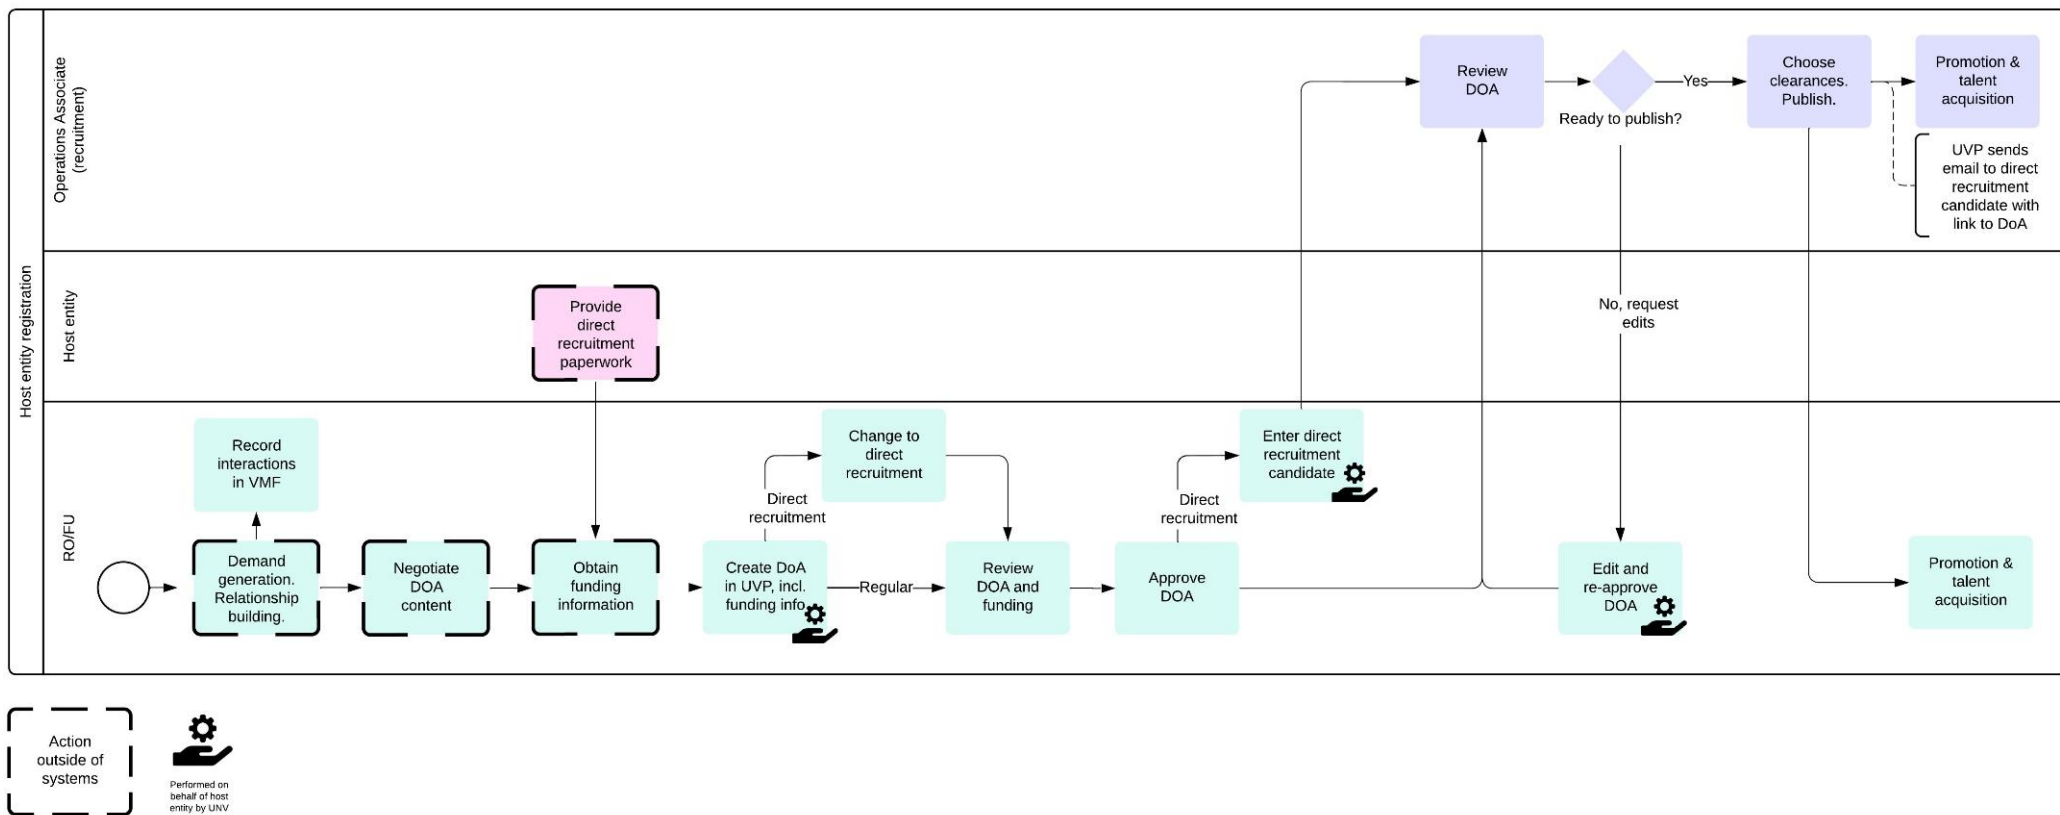 Host entity registration
Operations Associate
(recruitment)
Review
DOA
Ready to publish?
Yes
Choose
clearances.
Publish.
Promotion &
talent
acquisition
UVP sends
email to direct
recruitment
candidate with
link to DoA
Host entity
Provide
direct
recruitment
paperwork
No, request
edits
RO/FU
Record
interactions
in VMF
Demand
generation.
Relationship
building.
Negotiate
DOA
content
Obtain
funding
information
Create DoA
in UVP, incl.
funding info.
Direct
recruitment
Change to
direct
recruitment
Regular
Review
DOA and
funding
Approve
DOA
Direct
recruitment
Enter direct
recruitment
candidate
Edit and
re-approve
DOA
Promotion &
talent
acquisition
Action
outside of
systems
Performed on
behalf of host
entity by UNV